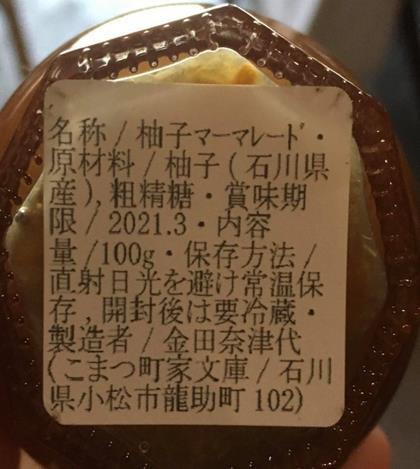 名称/柚子マーマレード・
原材料/柚子(石川県
産),粗精糖・賞味期
限/2021.3・内容
量/100g・保存方法/
直射日光を避け常温保
存,開封後は要冷蔵・
製造者/金田奈津代
(こまつ町家文庫/石川
県小松市龍助町102)